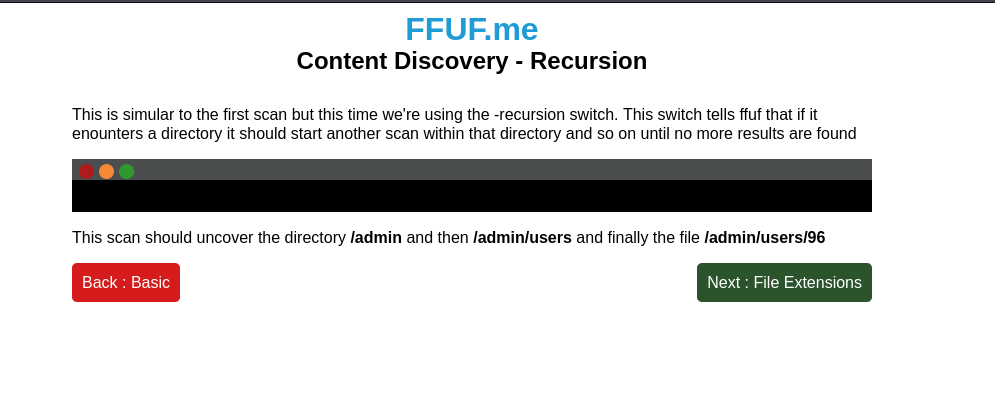 FFUF.me
Content Discovery - Recursion
This is simular to the first scan but this time we're using the -recursion switch. This switch tells ffuf that if it
enounters a directory it should start another scan within that directory and so on until no more results are found
This scan should uncover the directory /admin and then /admin/users and finally the file /admin/users/96
Back : Basic
Next : File Extensions